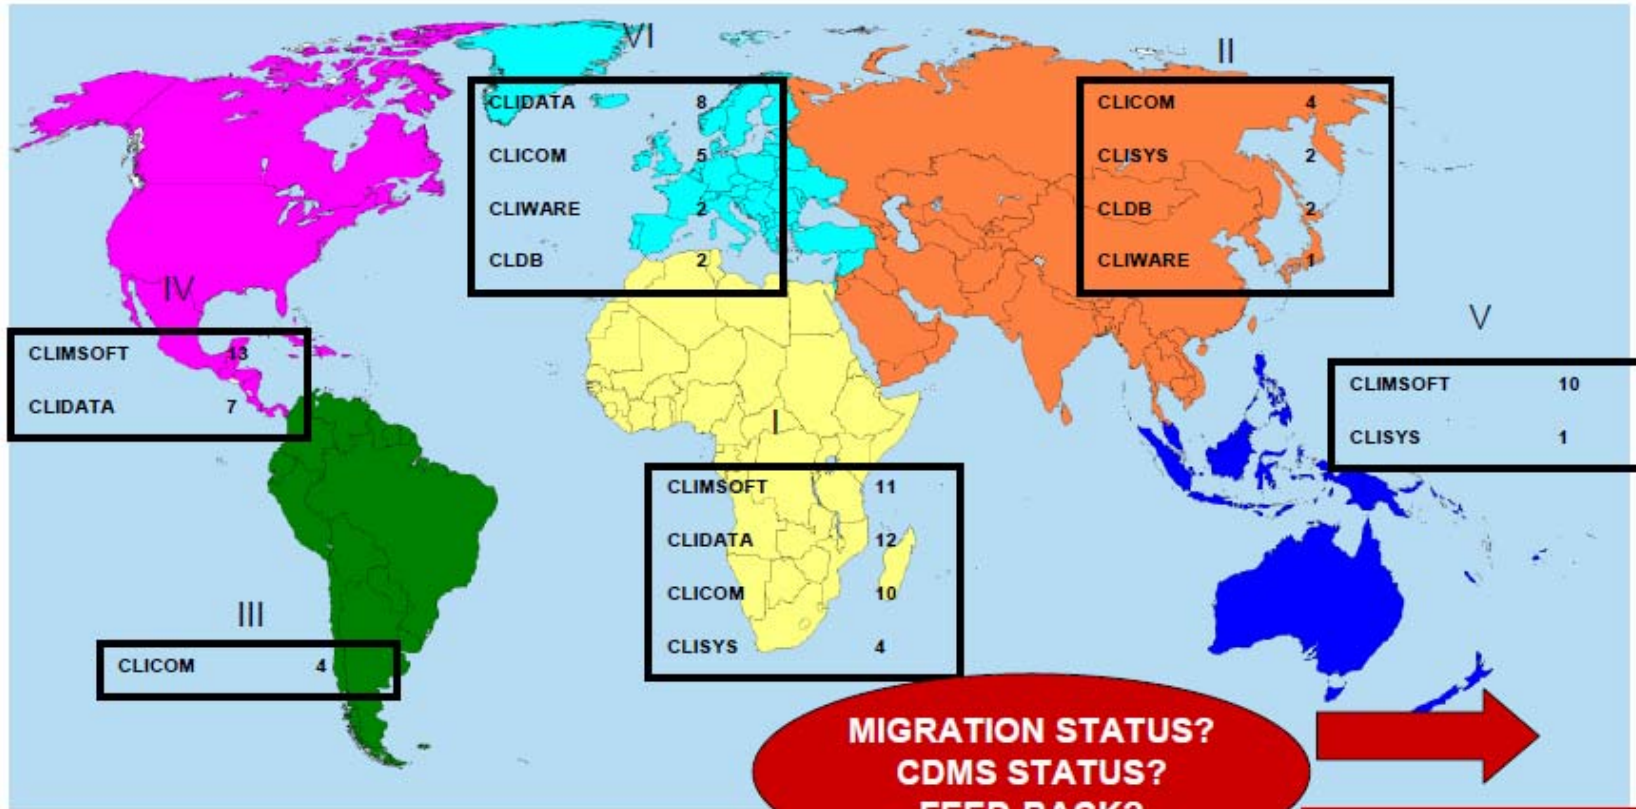 VI
II
CLIDATA 8
CLICOM 5
CLIWARE 2
CLDB 2
CLICOM 4
CLISYS 2
CLDB 2
CLIWARE 1
IV
V
CLIMSOFT 13
CLIDATA 7
CLIMSOFT 10
CLISYS 1
I
CLIMSOFT 11
CLIDATA 12
CLICOM 10
CLISYS 4
III
CLICOM 4
MIGRATION STATUS?
CDMS STATUS?
FEED BACK?